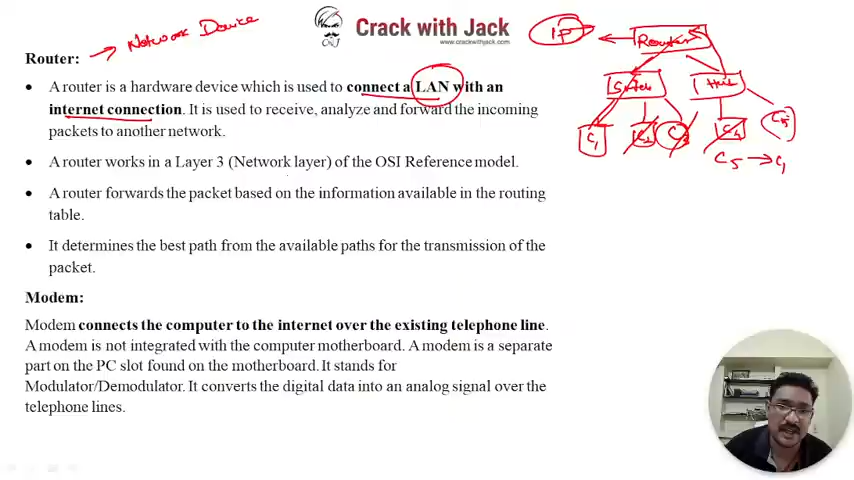 Crack with Jack
www.crackwithjack.com
Network Device
Router:
A router is a hardware device which is used to connect a LAN with an
internet connection. It is used to receive, analyze and forward the incoming
packets to another network.
A router works in a Layer 3 (Network layer) of the OSI Reference model.
A router forwards the packet based on the information available in the routing
table.
It determines the best path from the available paths for the transmission of the
packet.
Modem:
Modem connects the computer to the internet over the existing telephone line.
A modem is not integrated with the computer motherboard. A modem is a separate
part on the PC slot found on the motherboard. It stands for
Modulator/Demodulator. It converts the digital data into an analog signal over the
telephone lines.
IP
Router
Hub
C1 C2 C3 C4 C5
C5 → C1